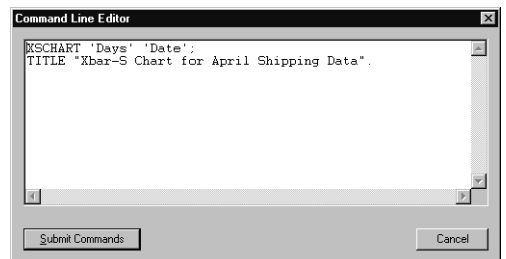 Command Line Editor
XSCHART 'Days' 'Date';
TITLE "Xbar-S Chart for April Shipping Data".
Submit Commands
Cancel